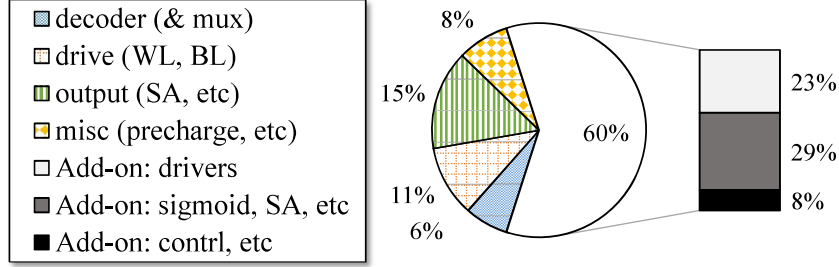 decoder (& mux)
drive (WL, BL)
output (SA, etc)
misc (precharge, etc)
Add-on: drivers
Add-on: sigmoid, SA, etc
Add-on: contrl, etc
8%
15%
11%
6%
60%
23%
29%
8%